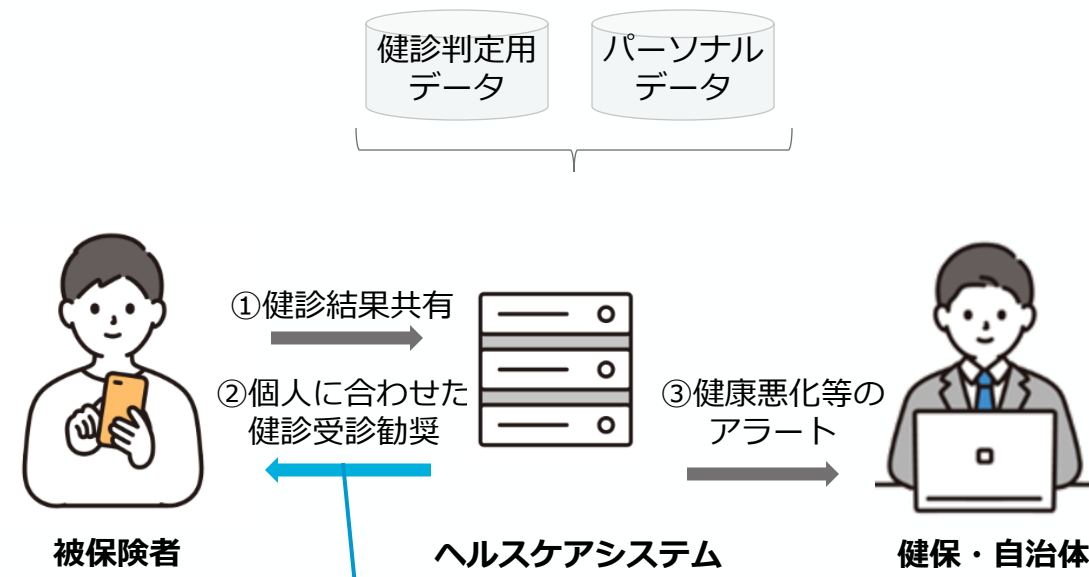 健診判定用
データ
パーソナル
データ
①健診結果共有
②個人に合わせた
健診受診勧奨
③健康悪化等の
アラート
被保険者
ヘルスケアシステム
健保・自治体